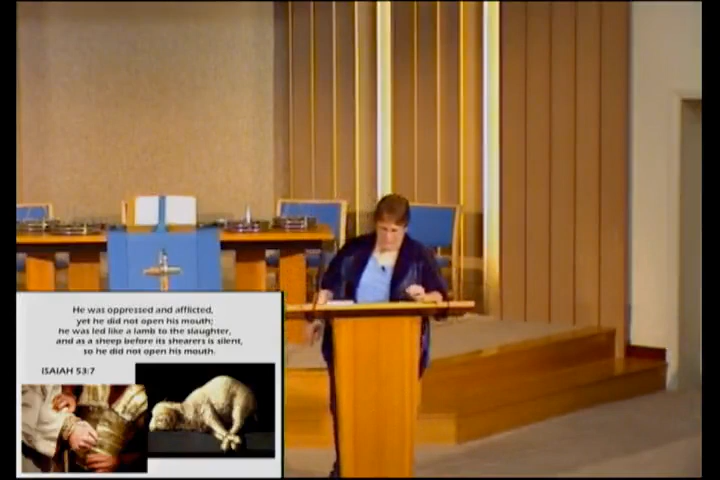 He was oppressed and afflicted,
yet he did not open his mouth;
he was led like a lamb to the slaughter,
and as a sheep before its shearers is silent,
so he did not open his mouth.
ISAIAH 53:7